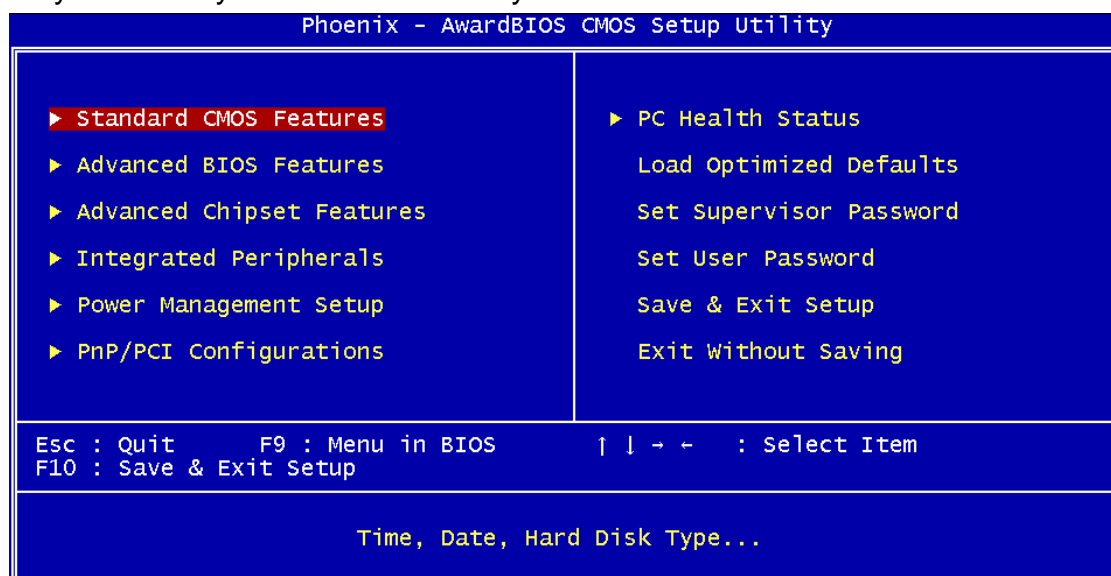 Phoenix - AwardBIOS CMOS Setup Utility
▶ Standard CMOS Features
▶ Advanced BIOS Features
▶ Advanced Chipset Features
▶ Integrated Peripherals
▶ Power Management Setup
▶ PnP/PCI Configurations
▶ PC Health Status
Load Optimized Defaults
Set Supervisor Password
Set User Password
Save & Exit Setup
Exit Without Saving
Esc : Quit F9 : Menu in BIOS ↑ ↓ → ← : Select Item
F10 : Save & Exit Setup
Time, Date, Hard Disk Type...